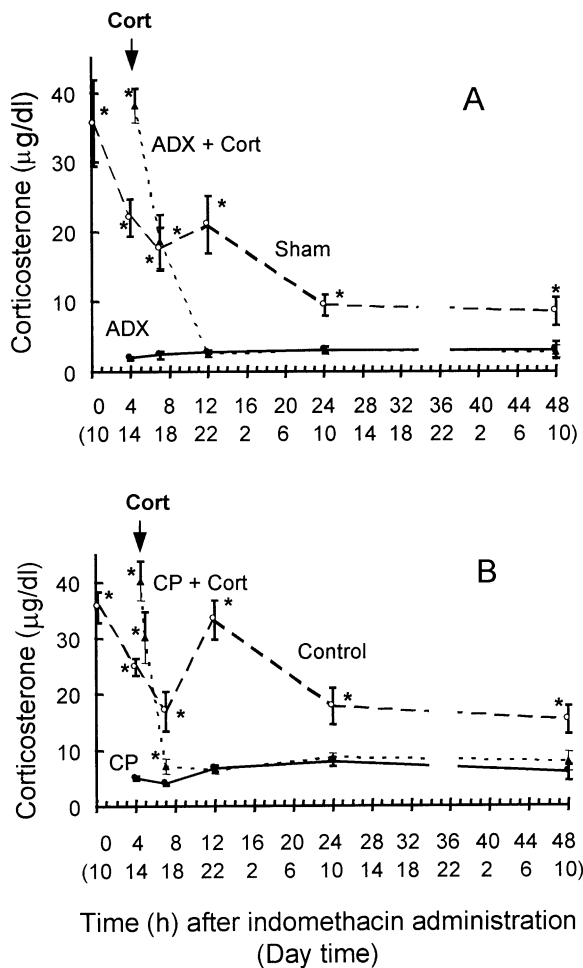 Cort
A
Corticosterone (μg/dl)
40
30
20
10
0
*
*
*
*
*
*
*
*
ADX + Cort
Sham
ADX
0 4 8 12 16 20 24 28 32 36 40 44 48
(10 14 18 22 2 6 10 14 18 22 2 6 10)
Cort
B
Corticosterone (μg/dl)
40
30
20
10
0
*
*
*
*
*
*
*
*
*
CP + Cort
Control
CP
0 4 8 12 16 20 24 28 32 36 40 44 48
(10 14 18 22 2 6 10 14 18 22 2 6 10)
Time (h) after indomethacin administration
(Day time)